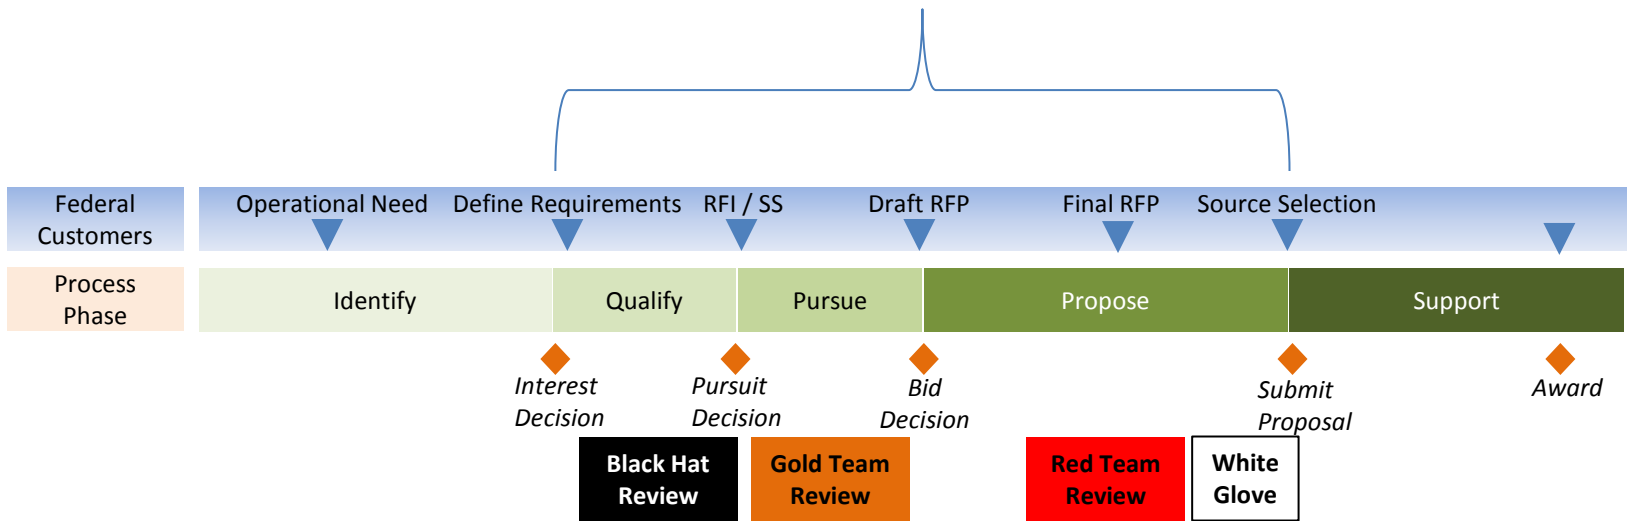 Federal
Customers
Operational Need
Define Requirements
RFI / SS
Draft RFP
Final RFP
Source Selection
Process
Phase
Identify
Qualify
Pursue
Propose
Support
Interest
Decision
Pursuit
Decision
Bid
Decision
Submit
Proposal
Award
Black Hat
Review
Gold Team
Review
Red Team
Review
White
Glove